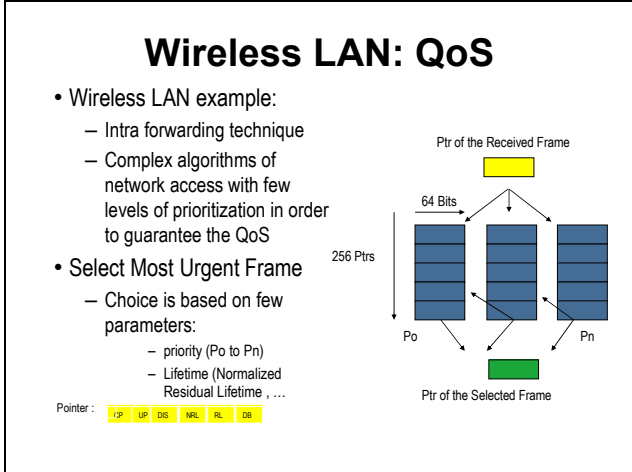 Wireless LAN: QoS
• Wireless LAN example:
– Intra forwarding technique
– Complex algorithms of
network access with few
levels of prioritization in order
to guarantee the QoS
• Select Most Urgent Frame
– Choice is based on few
parameters:
– priority (Po to Pn)
– Lifetime (Normalized
Residual Lifetime , …
Pointer :
CP UP DIS NRL RL DB
Ptr of the Received Frame
64 Bits
256 Ptrs
Po
Pn
Ptr of the Selected Frame